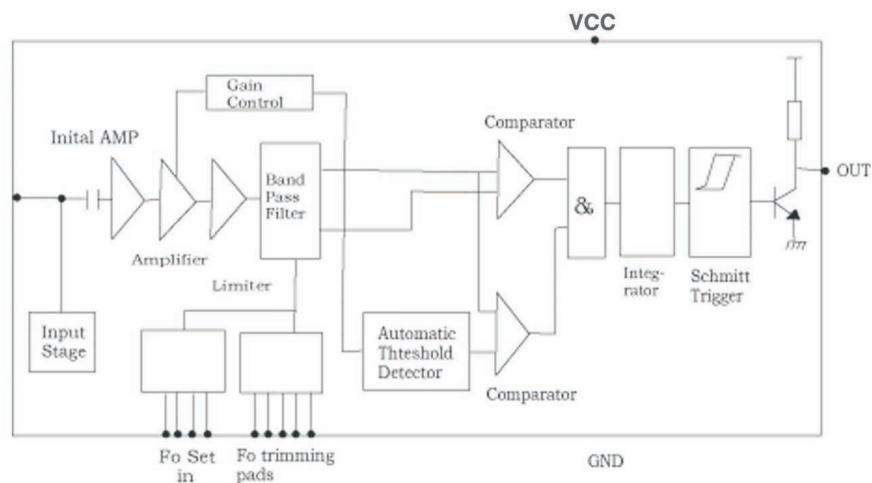 VCC
Gain
Control
Inital AMP
Comparator
Band
Pass
Filter
OUT
&
Amplifier
Limiter
Integ-
rator
Schmitt
Trigger
Input
Stage
Automatic
Thteshold
Detector
Comparator
Fo Set
in
Fo trimming
pads
GND